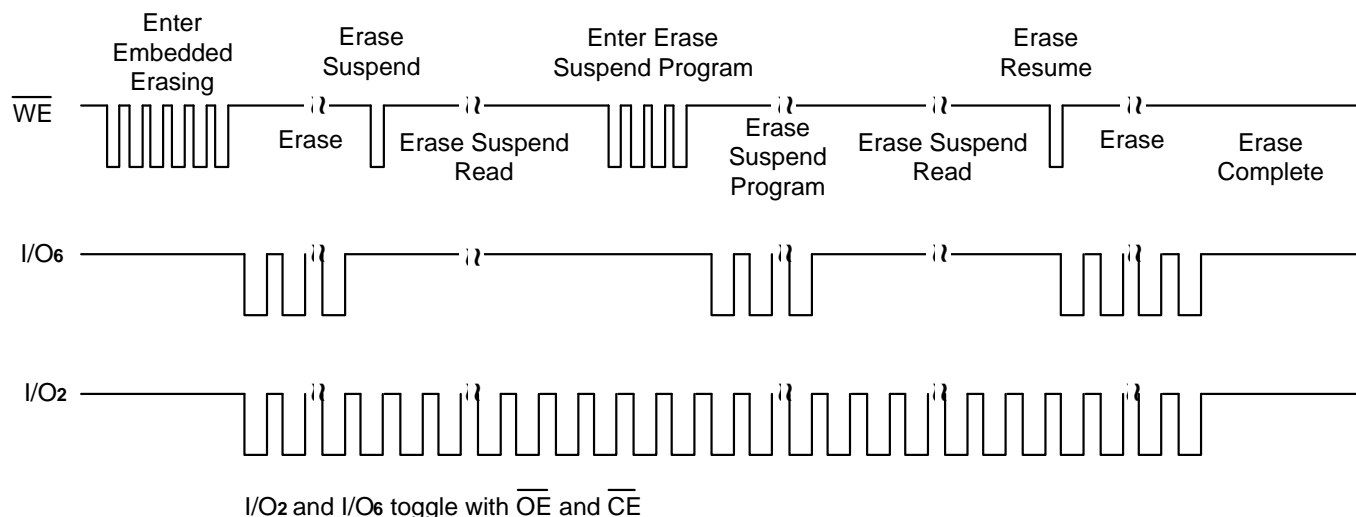 Enter
Embedded
Erasing
Erase
Suspend
Enter Erase
Suspend Program
Erase
Resume
WE
Erase
Erase Suspend
Read
Erase
Suspend
Program
Erase Suspend
Read
Erase
Erase
Complete
I/O6
I/O2
I/O2 and I/O6 toggle with OE and CE